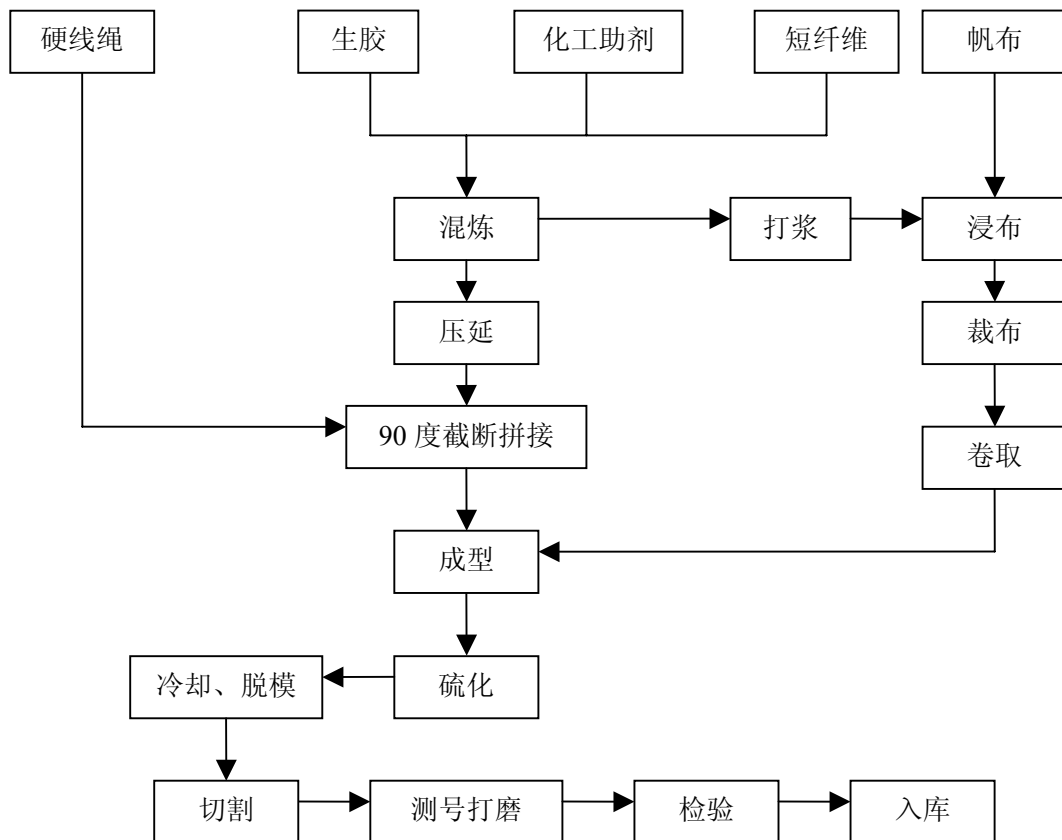 硬线绳
生胶
化工助剂
短纤维
帆布
混炼
打浆
浸布
压延
裁布
90 度截断拼接
卷取
成型
冷却、脱模
硫化
切割
测号打磨
检验
入库